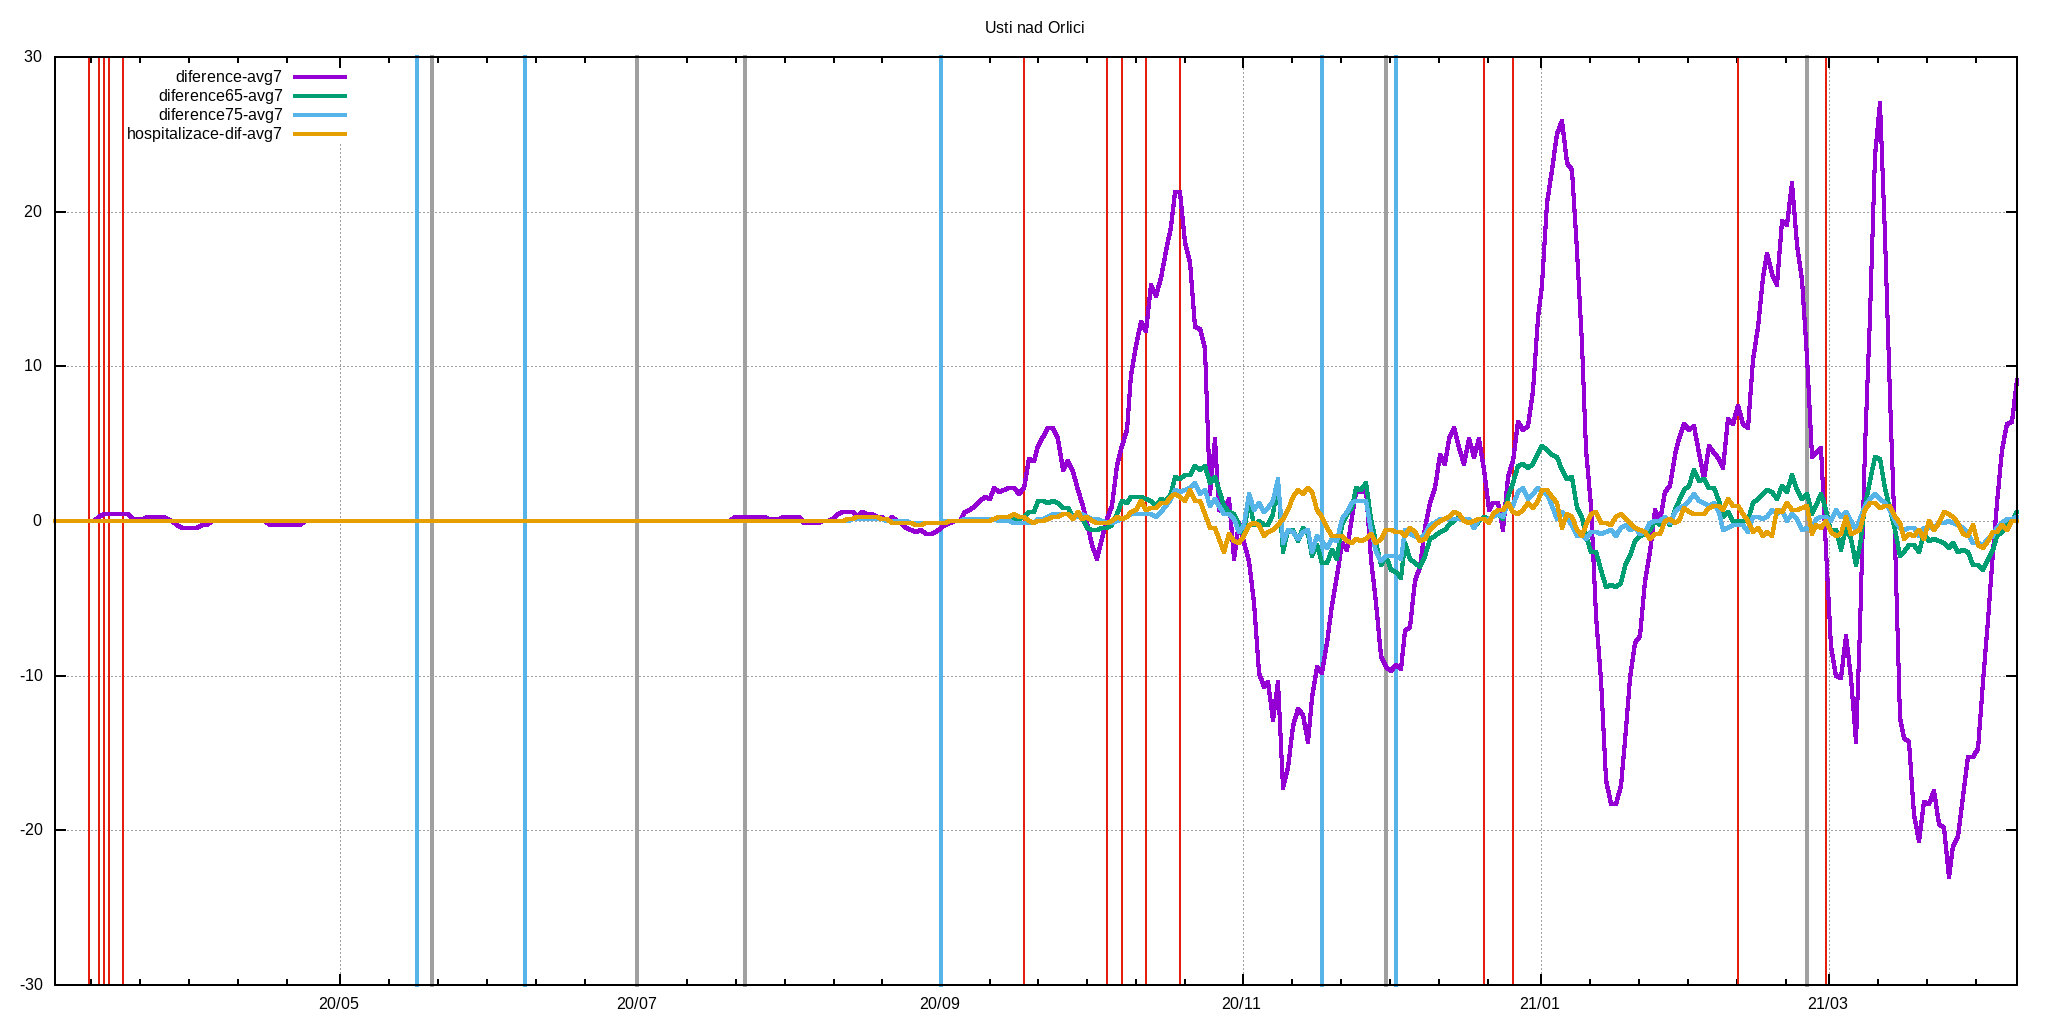 Usti nad Orlici
diference-avg7
diference65-avg7
diference75-avg7
hospitalizace-dif-avg7
30
20
10
0
-10
-20
-30
20/05 20/07 20/09 20/11 21/01 21/03